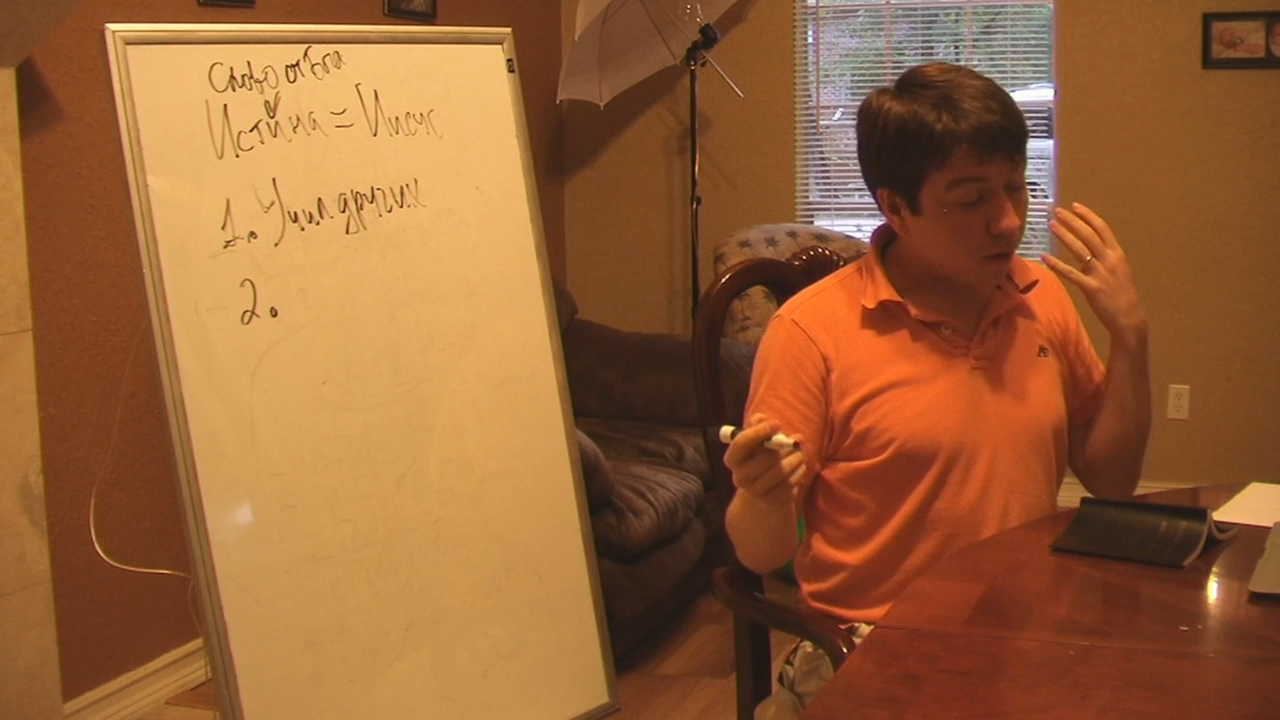 Слово от Бога
Истина = Иисус
1. Учил других
2.